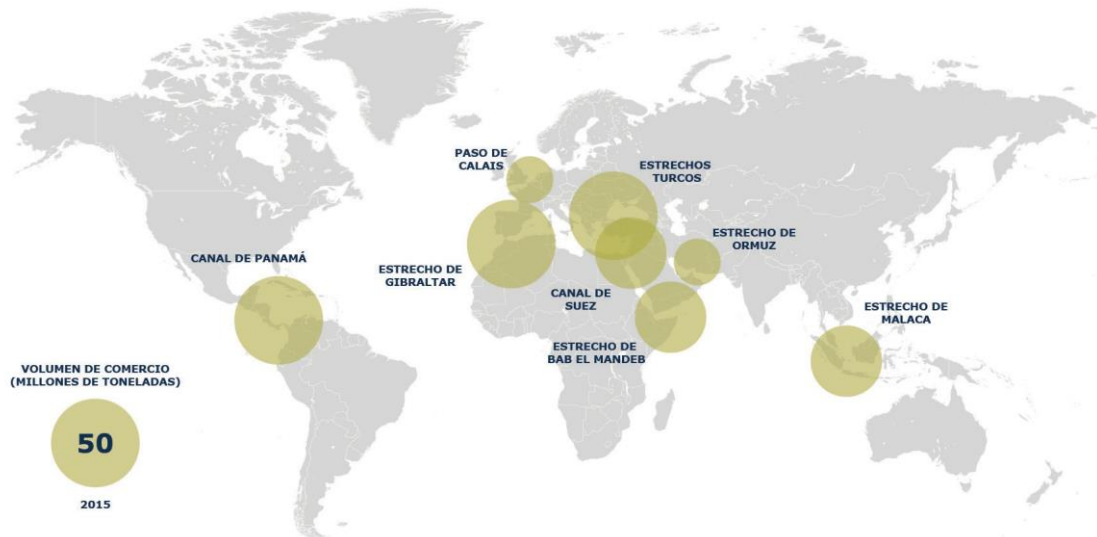 PASO DE
CALAIS
ESTRECHOS
TURCOS
CANAL DE PANAMÁ
ESTRECHO DE
GIBRALTAR
ESTRECHO DE
ORMUZ
CANAL DE
SUEZ
ESTRECHO DE
MALACA
ESTRECHO DE
BAB EL MANDEB
VOLUMEN DE COMERCIO
(MILLONES DE TONELADAS)
50
2015